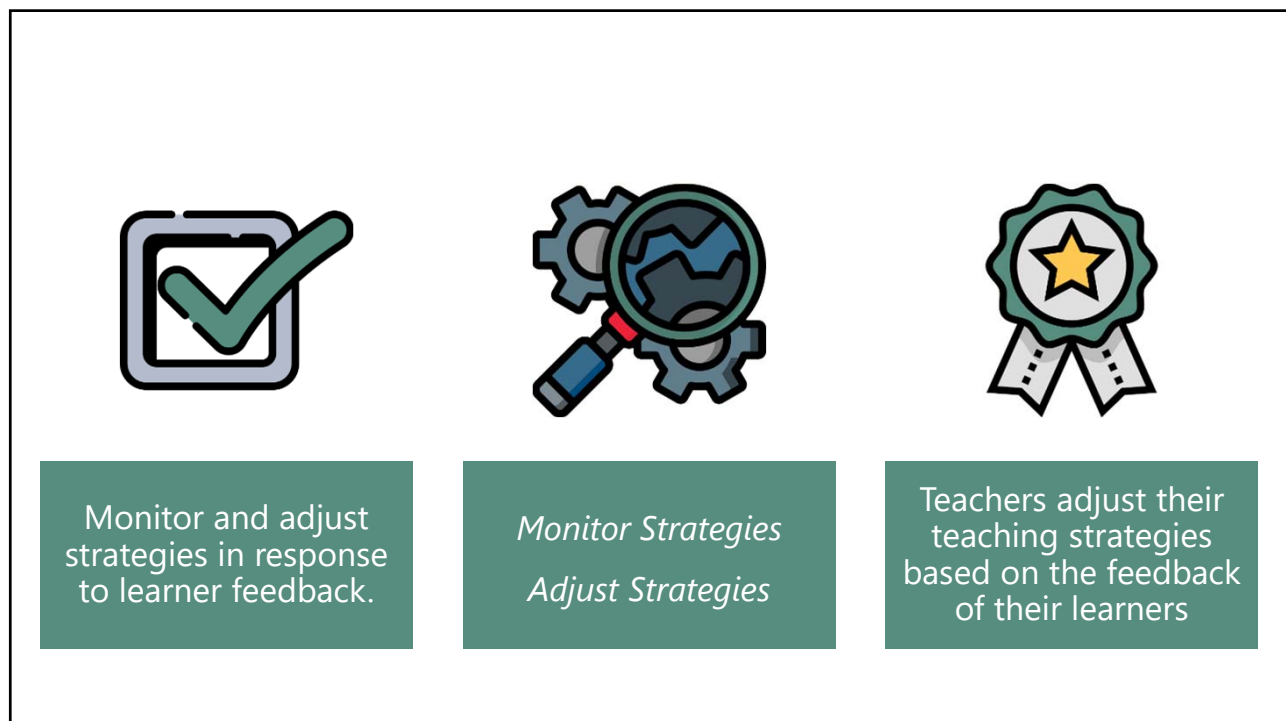 Monitor and adjust
strategies in response
to learner feedback.
Monitor Strategies
Adjust Strategies
Teachers adjust their
teaching strategies
based on the feedback
of their learners